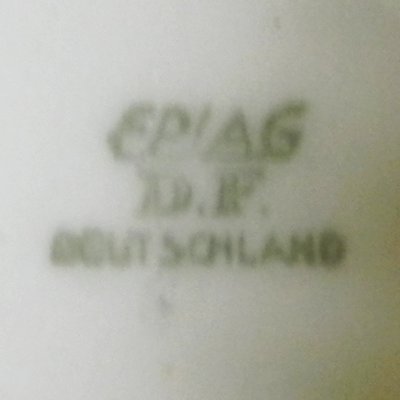 EPIAG
D.F.
DEUTSCHLAND